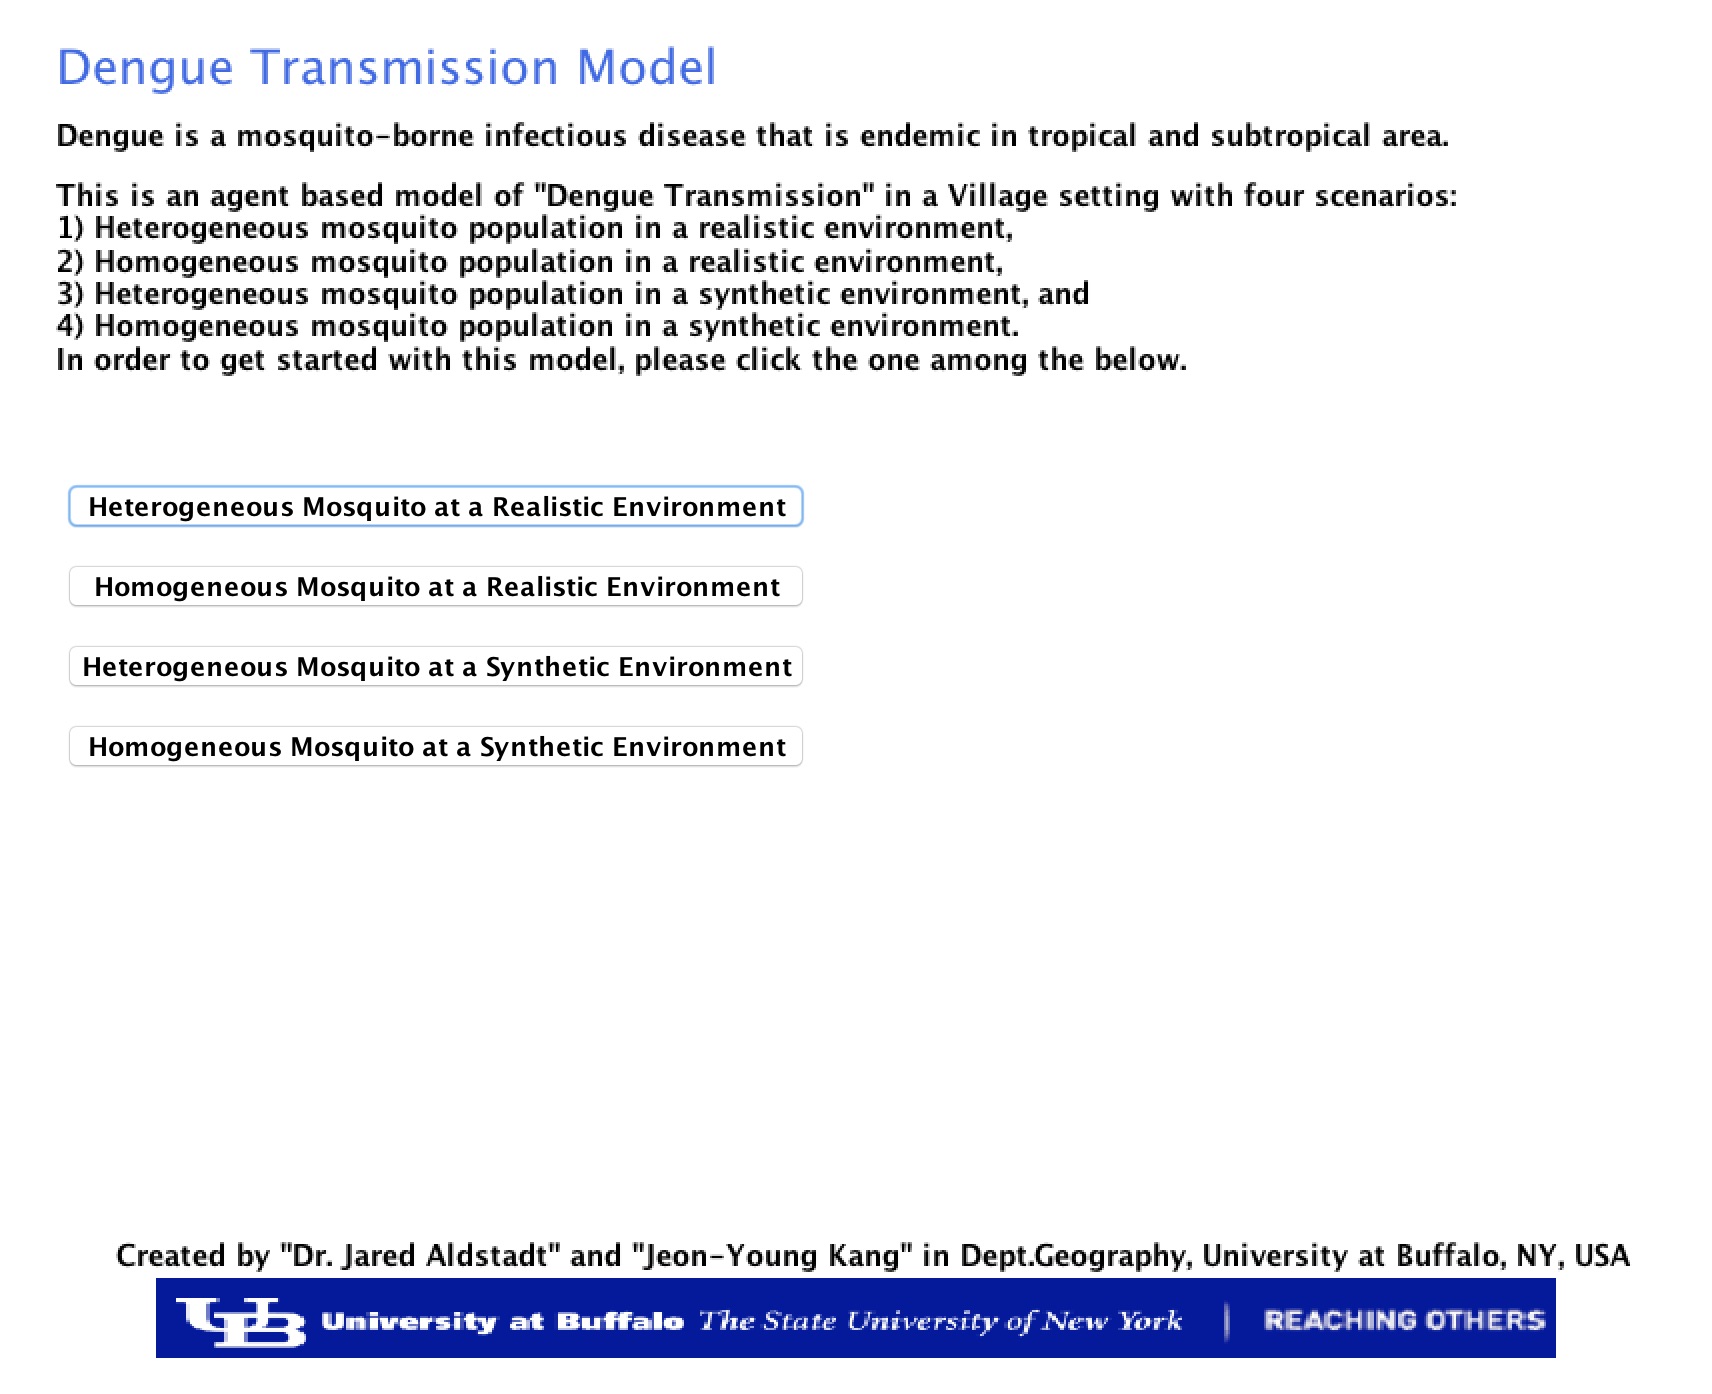 Dengue Transmission Model
Dengue is a mosquito-borne infectious disease that is endemic in tropical and subtropical area.
This is an agent based model of "Dengue Transmission" in a Village setting with four scenarios:
1) Heterogeneous mosquito population in a realistic environment,
2) Homogeneous mosquito population in a realistic environment,
3) Heterogeneous mosquito population in a synthetic environment, and
4) Homogeneous mosquito population in a synthetic environment.
In order to get started with this model, please click the one among the below.
Heterogeneous Mosquito at a Realistic Environment
Homogeneous Mosquito at a Realistic Environment
Heterogeneous Mosquito at a Synthetic Environment
Homogeneous Mosquito at a Synthetic Environment
Created by "Dr. Jared Aldstadt" and "Jeon-Young Kang" in Dept.Geography, University at Buffalo, NY, USA
UB University at Buffalo The State University of New York | REACHING OTHERS